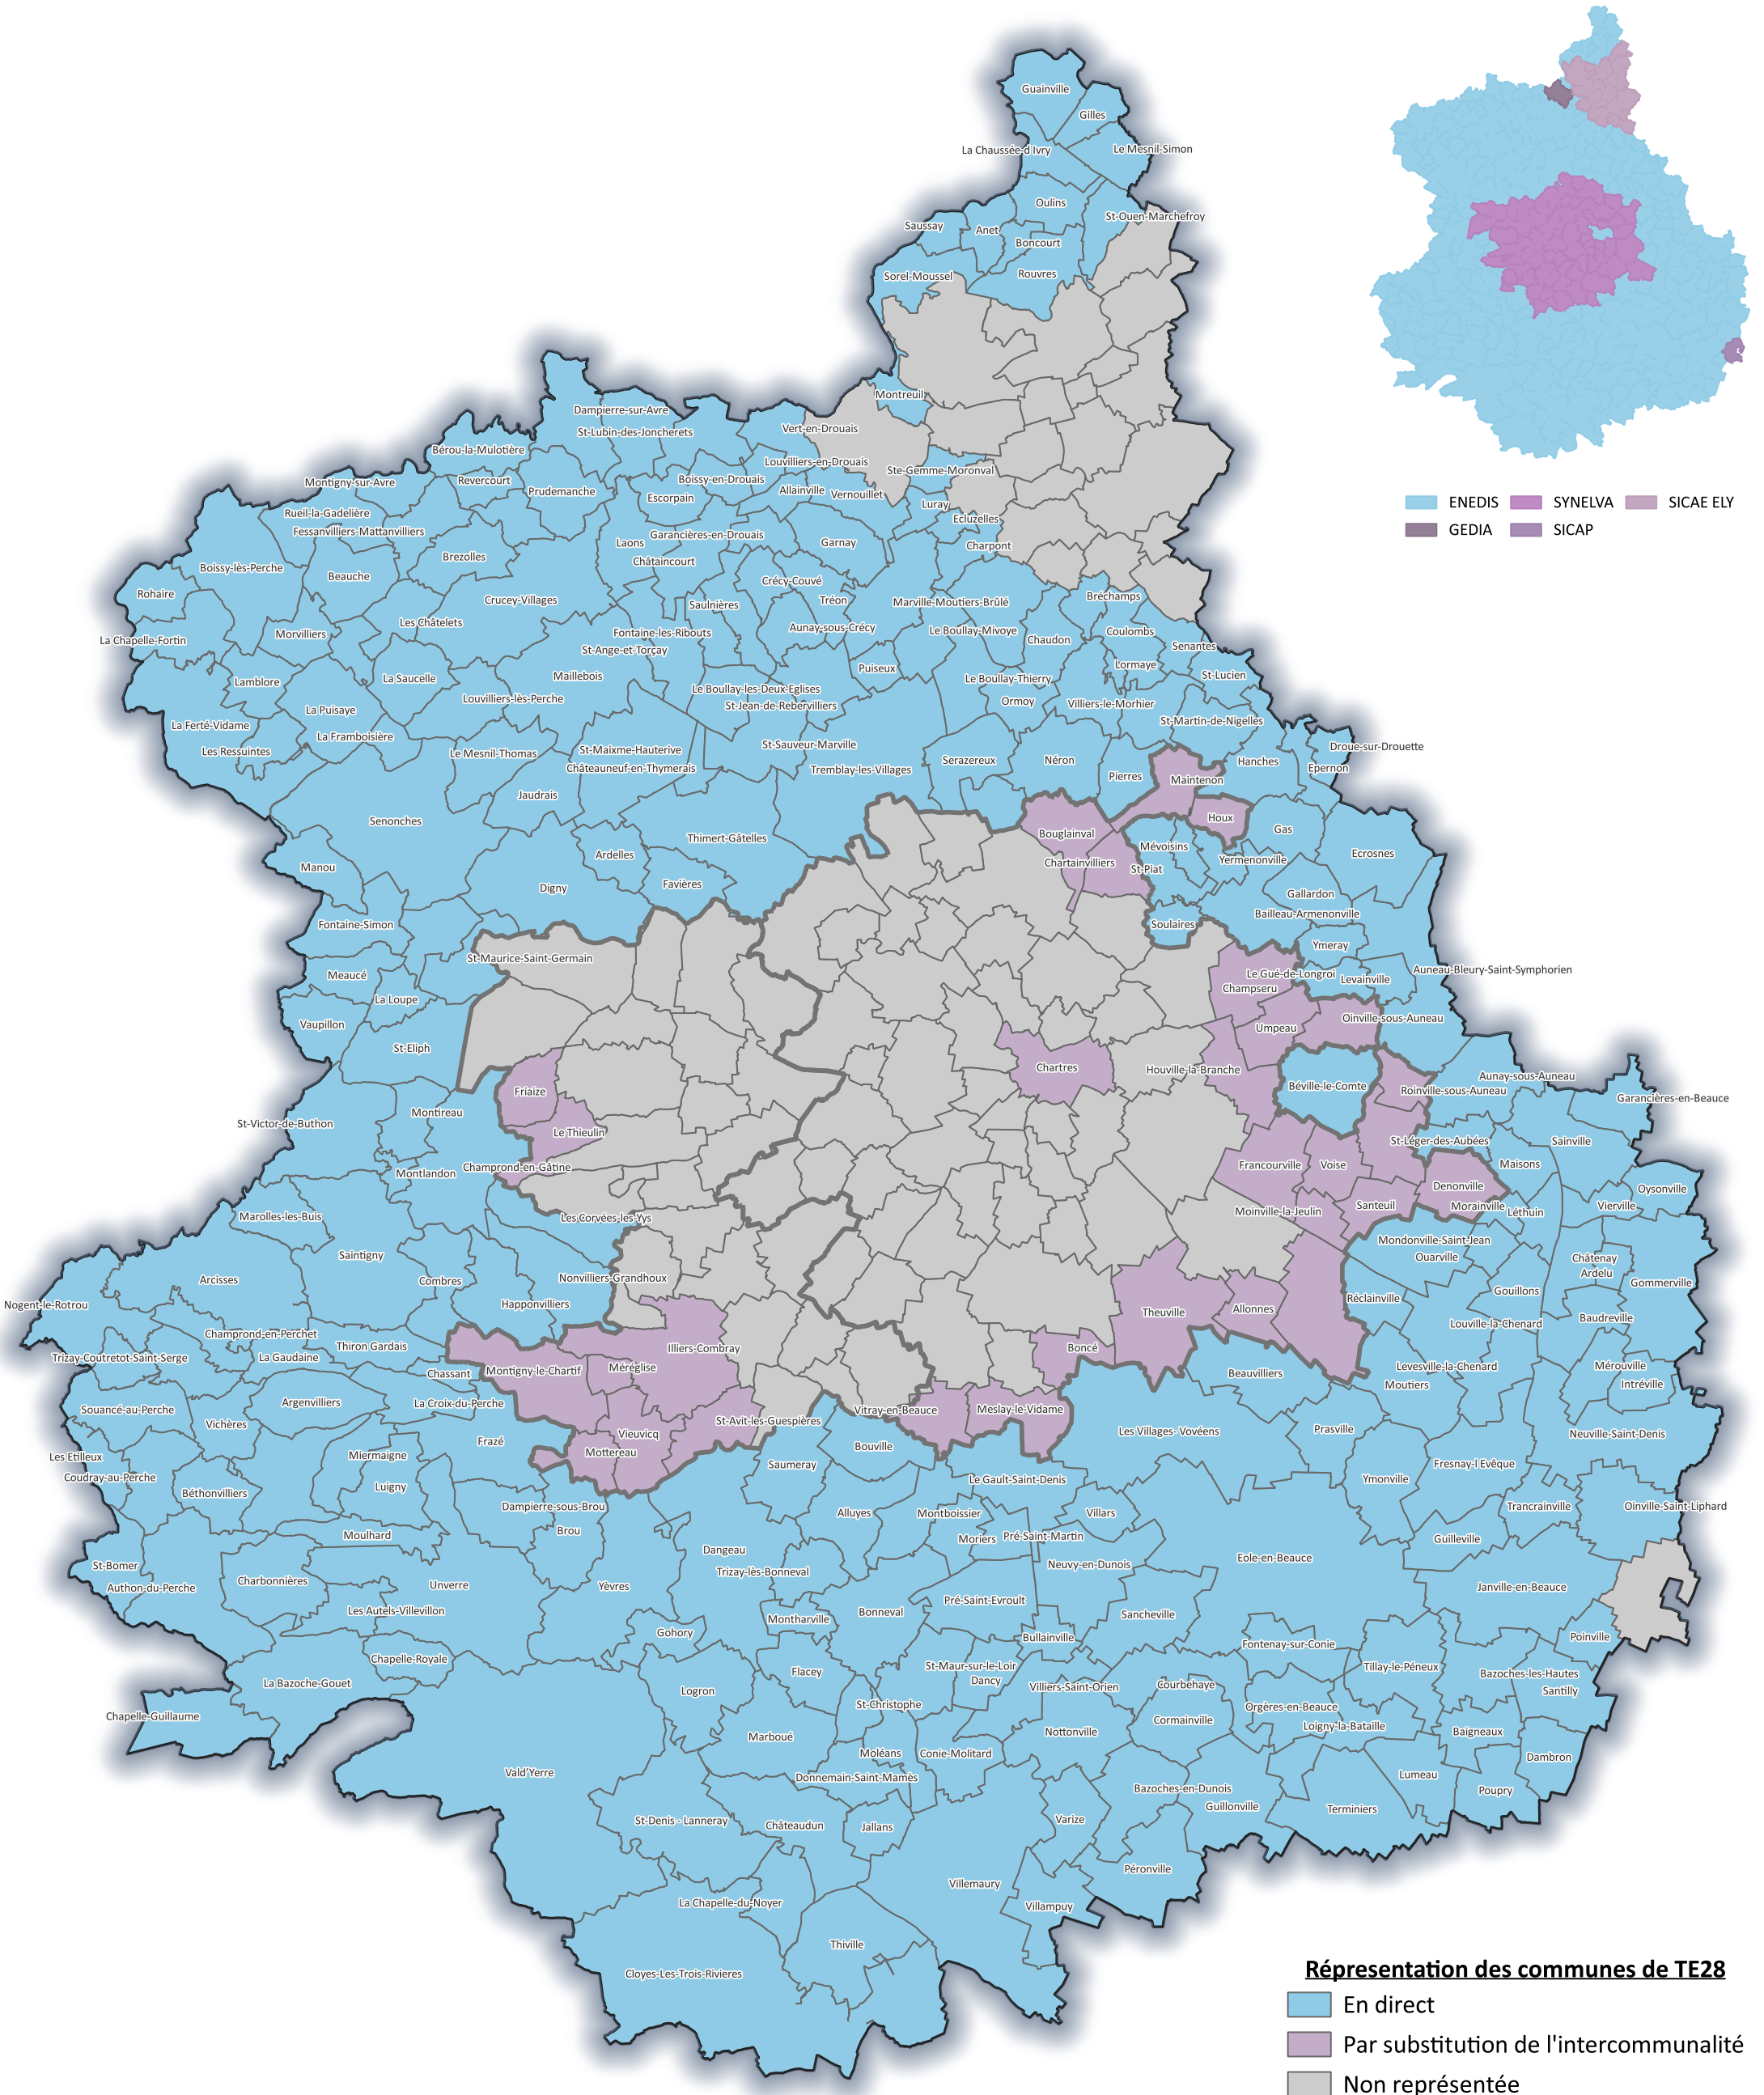 Guainville
Gilles
La Chaussée-d Ivry
Le Mesnil-Simon
Oulins
St-Ouen-Marchefroy
Saussay
Anet
Boncourt
Sorel-Moussel
Rouvres
Montreuil
Dampierre-sur-Avre
Vert-en-Drouais
St-Lubin-des-Joncherets
Bérou-la-Mulotière
Louvilliers-en-Drouais
Ste-Gemme-Moronval
Montigny-sur-Avre
Revercourt
Boissy-en-Drouais
Prudemanche
Allainville
Vernouillet
Escorpain
Luray
Rueil-la-Gadelière
Ecluzelles
Fessanvilliers-Mattanvilliers
Garancières-en-Drouais
Laons
Garnay
Charpont
Brezolles
Châtaincourt
Boissy-lès-Perche
Beauche
Crécy-Couvé
Rohaire
Bréchamps
Crucey-Villages
Tréon
Marville-Moutiers-Brûlé
Saulnières
Les Châtelets
Aunay-sous-Crécy
Le Boullay-Mivoye
Coulombs
Morvilliers
Fontaine-les-Ribouts
La Chapelle-Fortin
Chaudon
Senantes
St-Ange-et-Torçay
Lormaye
Puiseux
Maillebois
St-Lucien
La Saucelle
Le Boullay-Thierry
Lamblore
Le Boullay-les-Deux-Eglises
Louvilliers-lès-Perche
Ormoy
Villiers-le-Morhier
St-Jean-de-Rebervilliers
La Puisaye
St-Martin-de-Nigelles
La Ferté-Vidame
La Framboisière
St-Sauveur-Marville
Droue-sur-Drouette
Les Ressuintes
St-Maixme-Hauterive
Le Mesnil-Thomas
Serazereux
Néron
Hanches
Châteauneuf-en-Thymerais
Tremblay-les-Villages
Epernon
Pierres
Maintenon
Jaudrais
Houx
Senonches
Gas
Bouglainval
Thimert-Gâtelles
Mévoisins
Ardelles
Ecrosnes
Yermenonville
Chartainvilliers
Manou
St-Piat
Favières
Digny
Gallardon
Bailleau-Armenonville
Fontaine-Simon
Soulaires
Ymeray
St-Maurice-Saint-Germain
Auneau-Bleury-Saint-Symphorien
Meaucé
Le Gué-de-Longroi
Levainville
Champseru
La Loupe
Oinville-sous-Auneau
Vaupillon
Umpeau
St-Eliph
Chartres
Houville-la-Branche
Aunay-sous-Auneau
Béville-le-Comte
Friaize
Roinville-sous-Auneau
Garancières-en-Beauce
Montireau
St-Victor-de-Buthon
Le Thieulin
St-Léger-des-Aubées
Sainville
Francourville
Voise
Maisons
Champrond-en-Gâtine
Montlandon
Denonville
Oysonville
Santeuil
Morainville
Vierville
Moinville-la-Jeulin
Léthuin
Marolles-les-Buis
Les Corvées-les-Yys
Mondonville-Saint-Jean
Saintigny
Ouarville
Châtenay
Ardelu
Nonvilliers-Grandhoux
Arcisses
Combres
Gommerville
Gouillons
Réclainville
Nogent-le-Rotrou
Happonvilliers
Allonnes
Theuville
Baudreville
Louville-la-Chenard
Champrond-en-Perchet
Thiron Gardais
Illiers-Combray
Boncé
Trizay-Coutretot-Saint-Serge
La Gaudaine
Levesville-la-Chenard
Mérouville
Méréglise
Montigny-le-Chartif
Chassant
Beauvilliers
Moutiers
Intréville
Argenvilliers
La Croix-du-Perche
Souancé-au-Perche
Vitray-en-Beauce
Meslay-le-Vidame
Vichères
St-Avit-les-Guespières
Les Villages- Vovéens
Prasville
Vieuvicq
Neuville-Saint-Denis
Frazé
Bouville
Mottereau
Miermaigne
Les Etilleux
Saumeray
Fresnay-l Evêque
Coudray-au-Perche
Le Gault-Saint-Denis
Ymonville
Luigny
Béthonvilliers
Dampierre-sous-Brou
Alluyes
Montboissier
Villars
Trancrainville
Oinville-Saint-Liphard
Brou
Moulhard
Moriers
Pré-Saint-Martin
Guilleville
Dangeau
Eole-en-Beauce
St-Bomer
Neuvy-en-Dunois
Trizay-lès-Bonneval
Charbonnières
Authon-du-Perche
Unverre
Yèvres
Janville-en-Beauce
Pré-Saint-Evroult
Les Autels-Villevillon
Bonneval
Sancheville
Montharville
Gohory
Bullainville
Poinville
Fontenay-sur-Conie
Chapelle-Royale
St-Maur-sur-le-Loir
Tillay-le-Péneux
Flacey
Bazoches-les-Hautes
Dancy
La Bazoche-Gouet
Villiers-Saint-Orien
Courbehaye
Logron
Santilly
St-Christophe
Orgères-en-Beauce
Chapelle-Guillaume
Cormainville
Loigny-la-Bataille
Nottonville
Baigneaux
Marboué
Moléans
Conie-Molitard
Dambron
Vald'Yerre
Donnemain-Saint-Mamès
Lumeau
Bazoches-en-Dunois
Poupry
Guillonville
Terminiers
St-Denis - Lanneray
Varize
Châteaudun
Jallans
Péronville
Villemaury
La Chapelle-du-Noyer
Villampuy
Thiville
Cloyes-Les-Trois-Rivieres
ENEDIS
SYNELVA
SICAE ELY
GEDIA
SICAP
Réprésentation des communes de TE28
En direct
Par substitution de l'intercommunalité
Non représentée